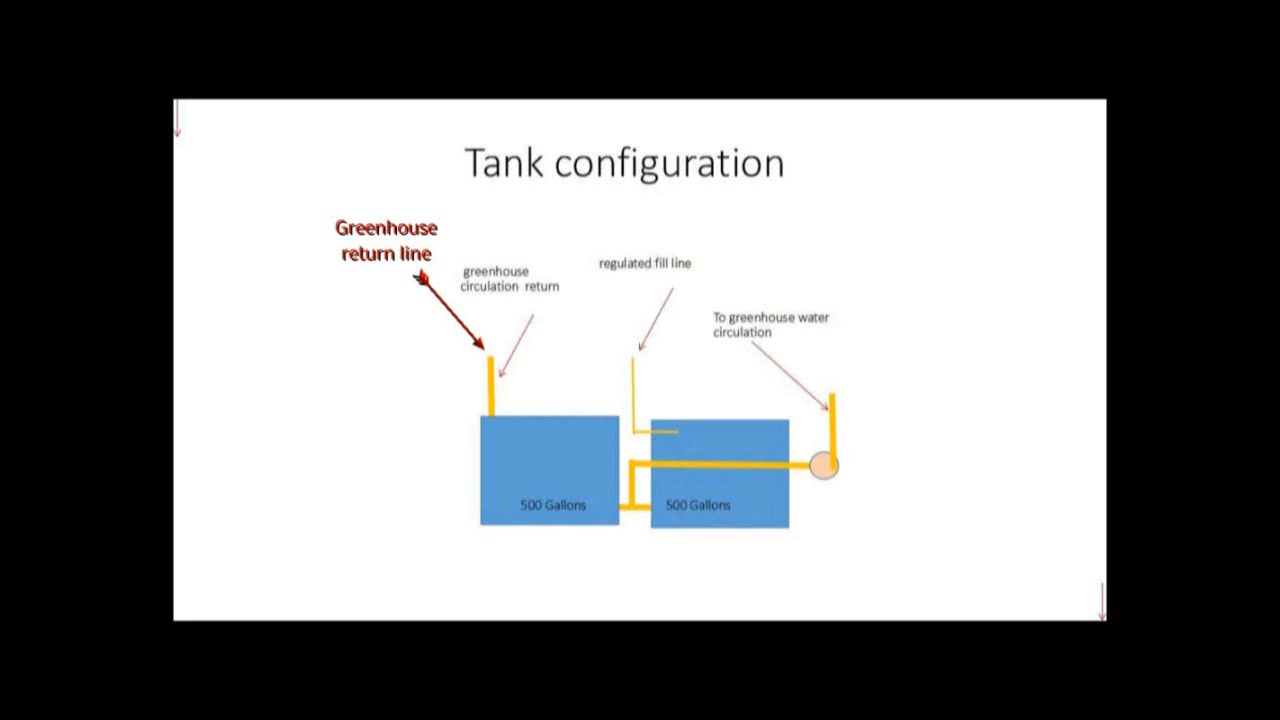 Tank configuration
Greenhouse
return line
greenhouse
circulation return
regulated fill line
To greenhouse water
circulation
500 Gallons
500 Gallons